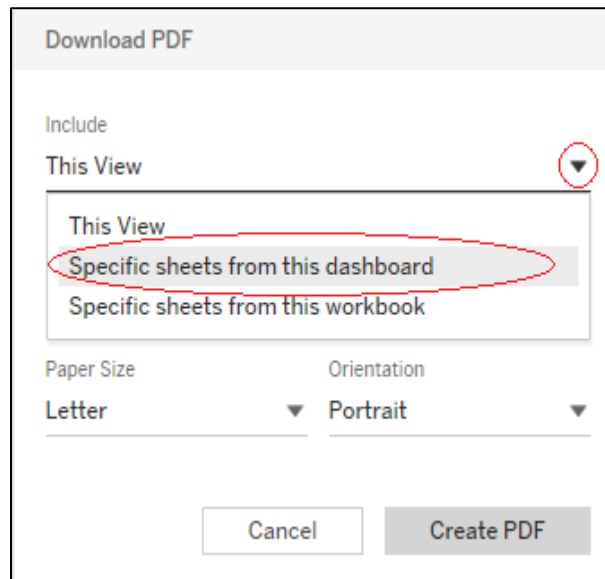 Download PDF
Include
This View
This View
Specific sheets from this dashboard
Specific sheets from this workbook
Paper Size Orientation
Letter Portrait
Cancel Create PDF